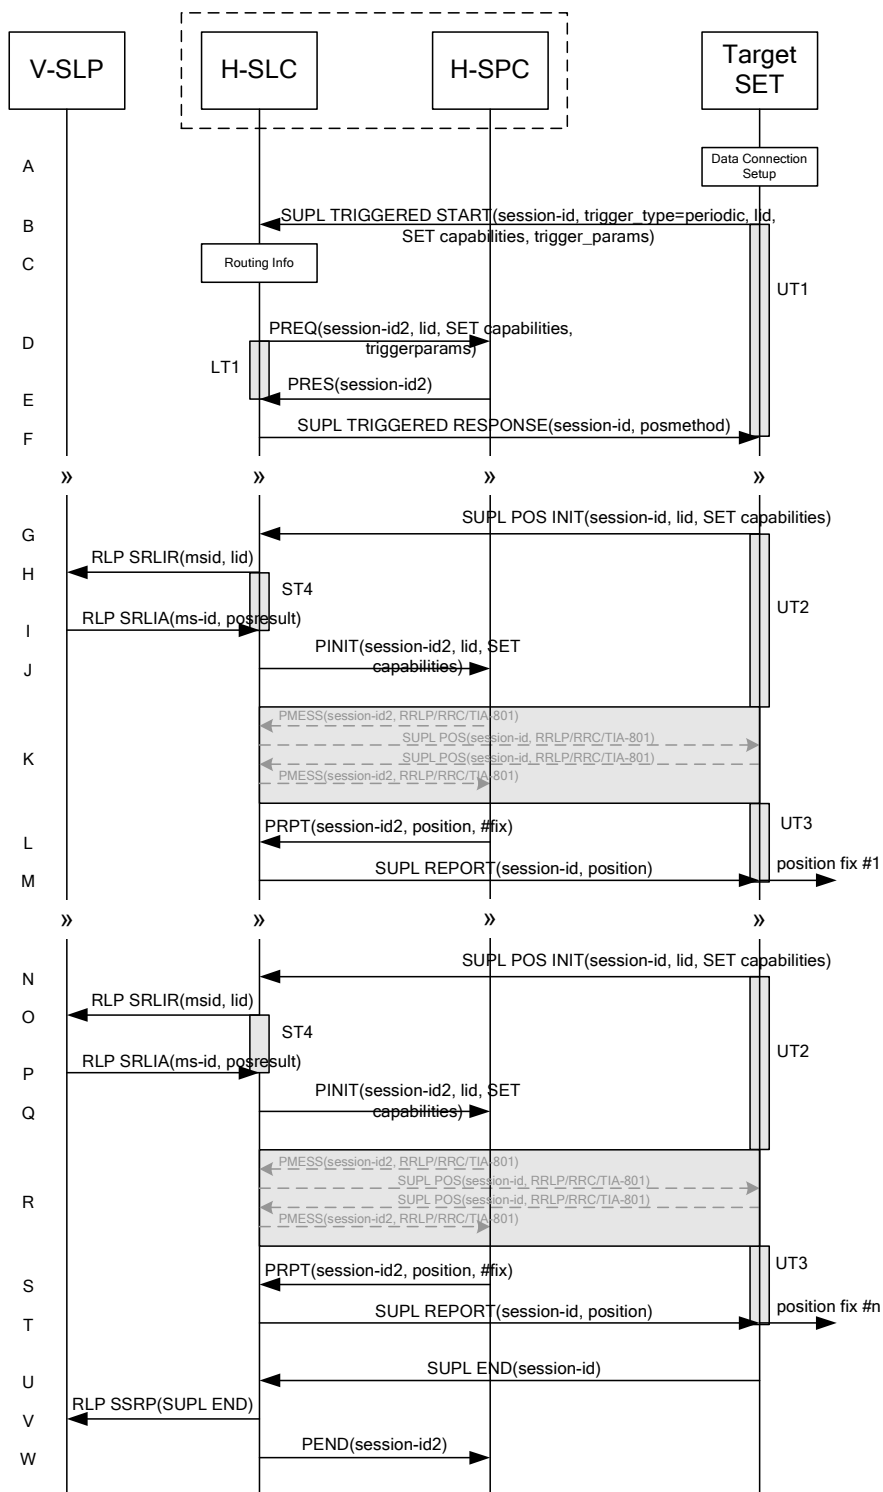 V-SLP
H-SLC
H-SPC
Target
SET
A
Data Connection
Setup
B
SUPL TRIGGERED START(session-id, trigger_type=periodic, lid,
SET capabilities, trigger_params)
C
Routing Info
UT1
D
PREQ(session-id2, lid, SET capabilities,
triggerparams)
LT1
E
PRES(session-id2)
F
SUPL TRIGGERED RESPONSE(session-id, posmethod)
» » » »
G
SUPL POS INIT(session-id, lid, SET capabilities)
H
RLP SRLIR(msid, lid)
ST4
UT2
I
RLP SRLIA(ms-id, posresult)
J
PINIT(session-id2, lid, SET
capabilities)
PMESS(session-id2, RRLP/RRC/TIA-801)
SUPL POS(session-id, RRLP/RRC/TIA-801)
K
SUPL POS(session-id, RRLP/RRC/TIA-801)
PMESS(session-id2, RRLP/RRC/TIA-801)
UT3
L
PRPT(session-id2, position, #fix)
M
SUPL REPORT(session-id, position)
position fix #1
» » » »
N
SUPL POS INIT(session-id, lid, SET capabilities)
O
RLP SRLIR(msid, lid)
ST4
UT2
P
RLP SRLIA(ms-id, posresult)
Q
PINIT(session-id2, lid, SET
capabilities)
PMESS(session-id2, RRLP/RRC/TIA-801)
SUPL POS(session-id, RRLP/RRC/TIA-801)
R
SUPL POS(session-id, RRLP/RRC/TIA-801)
PMESS(session-id2, RRLP/RRC/TIA-801)
UT3
S
PRPT(session-id2, position, #fix)
T
SUPL REPORT(session-id, position)
position fix #n
U
SUPL END(session-id)
V
RLP SSRP(SUPL END)
W
PEND(session-id2)